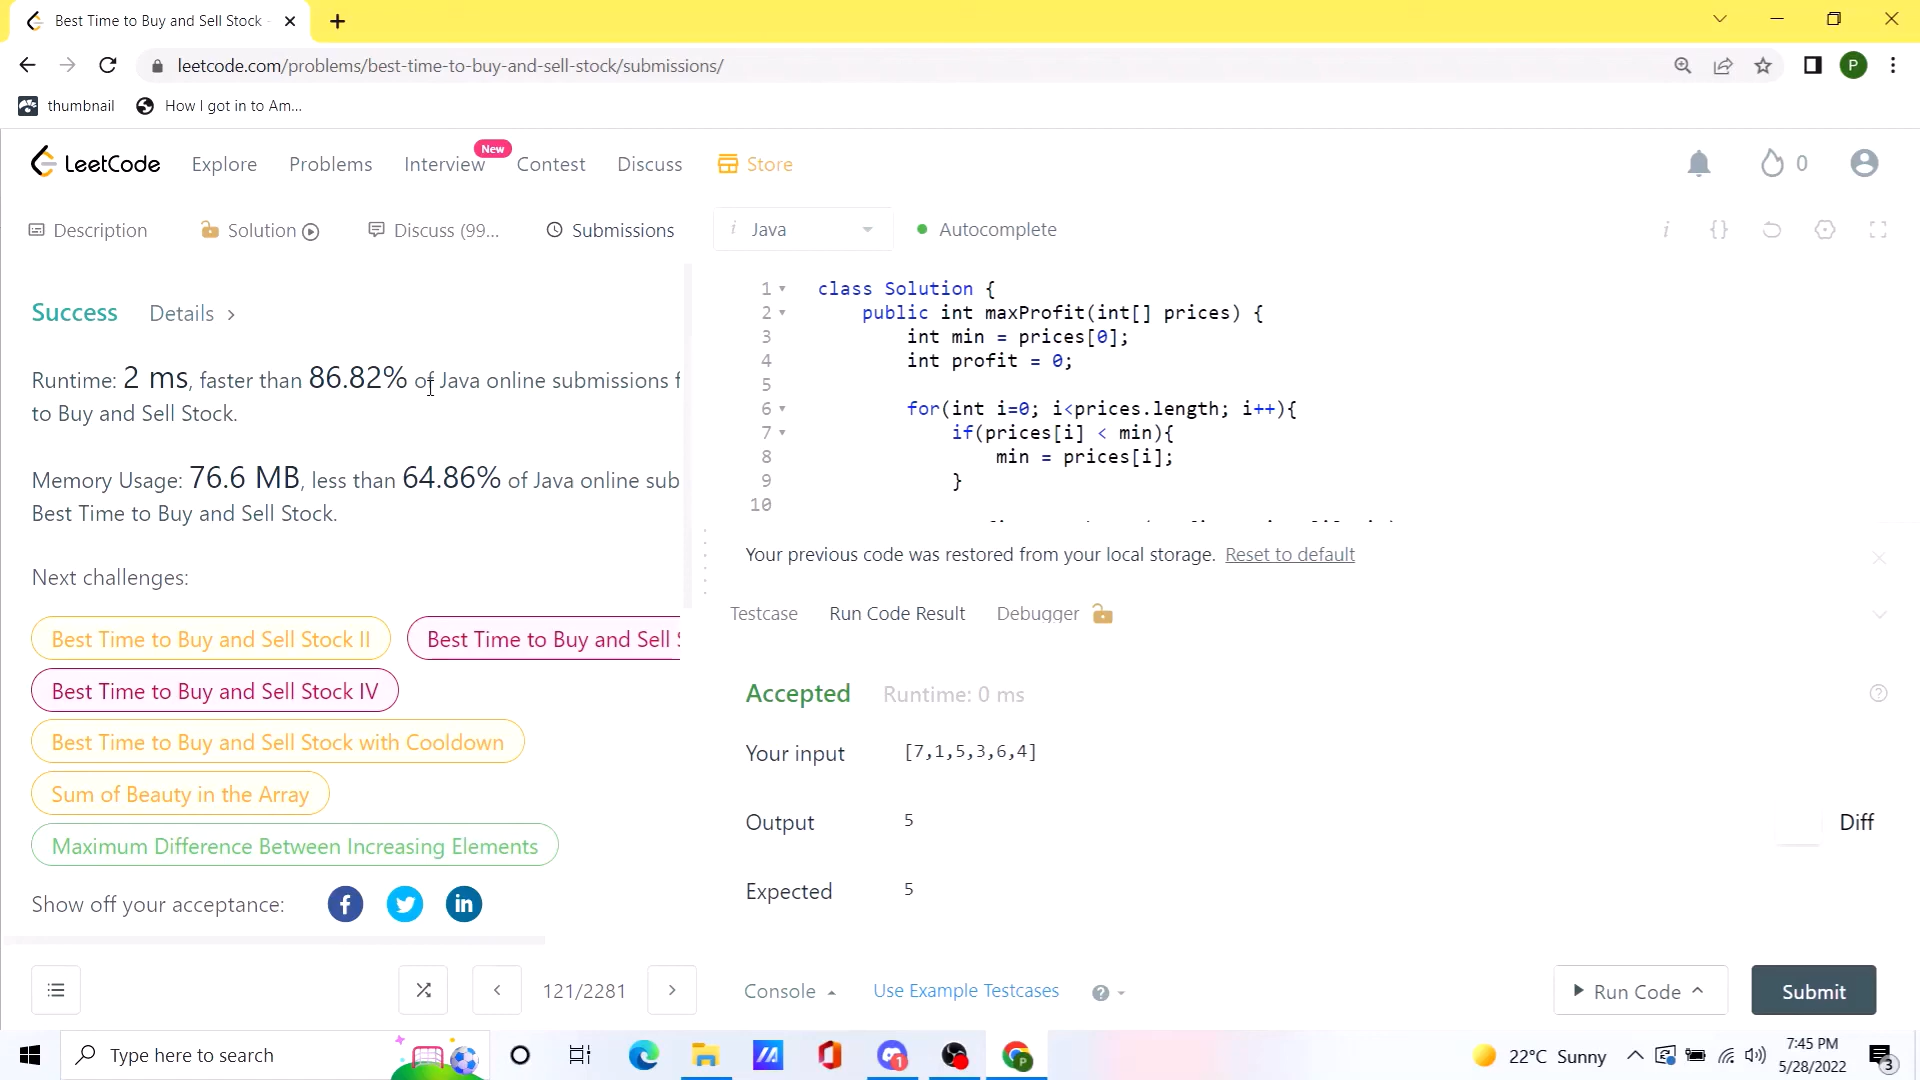 Best Time to Buy and Sell Stock -
leetcode.com/problems/best-time-to-buy-and-sell-stock/submissions/
P
thumbnail
How I got in to Am...
LeetCode
Explore
Problems
Interview
New
Contest
Discuss
Store
0
Description
Solution
Discuss (99...
Submissions
i Java
Autocomplete
i
{}
Success
Details >
Runtime: 2 ms, faster than 86.82% of Java online submissions f
to Buy and Sell Stock.
Memory Usage: 76.6 MB, less than 64.86% of Java online sub
Best Time to Buy and Sell Stock.
Next challenges:
Best Time to Buy and Sell Stock II
Best Time to Buy and Sell S
Best Time to Buy and Sell Stock IV
Best Time to Buy and Sell Stock with Cooldown
Sum of Beauty in the Array
Maximum Difference Between Increasing Elements
Show off your acceptance:
1 class Solution {
2 public int maxProfit(int[] prices) {
3 int min = prices[0];
4 int profit = 0;
5
6 for(int i=0; i<prices.length; i++){
7 if(prices[i] < min){
8 min = prices[i];
9 }
10
Your previous code was restored from your local storage. Reset to default
Testcase
Run Code Result
Debugger
Accepted
Runtime: 0 ms
Your input
[7,1,5,3,6,4]
Output
5
Diff
Expected
5
121/2281
Console
Use Example Testcases
Run Code
Submit
Type here to search
1
P
22°C Sunny
7:45 PM
5/28/2022
3